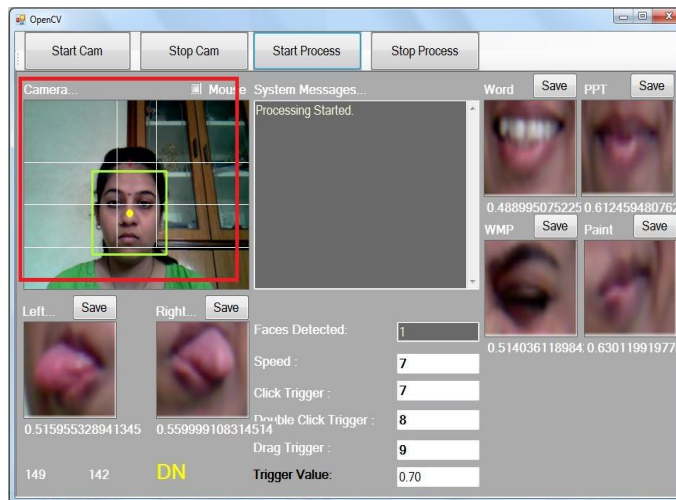 OpenCV
Start Cam Stop Cam Start Process Stop Process
Camera... Mouse System Messages... Word Save PPT Save
Processing Started.
0.488995075225 0.612459480762
WMP Save Paint Save
0.514036118984. 0.63011991977
Left... Save Right... Save
0.515955328941345 0.559999108314514
Faces Detected: 1
Speed : 7
Click Trigger : 7
Double Click Trigger : 8
Drag Trigger : 9
149 142 DN Trigger Value: 0.70